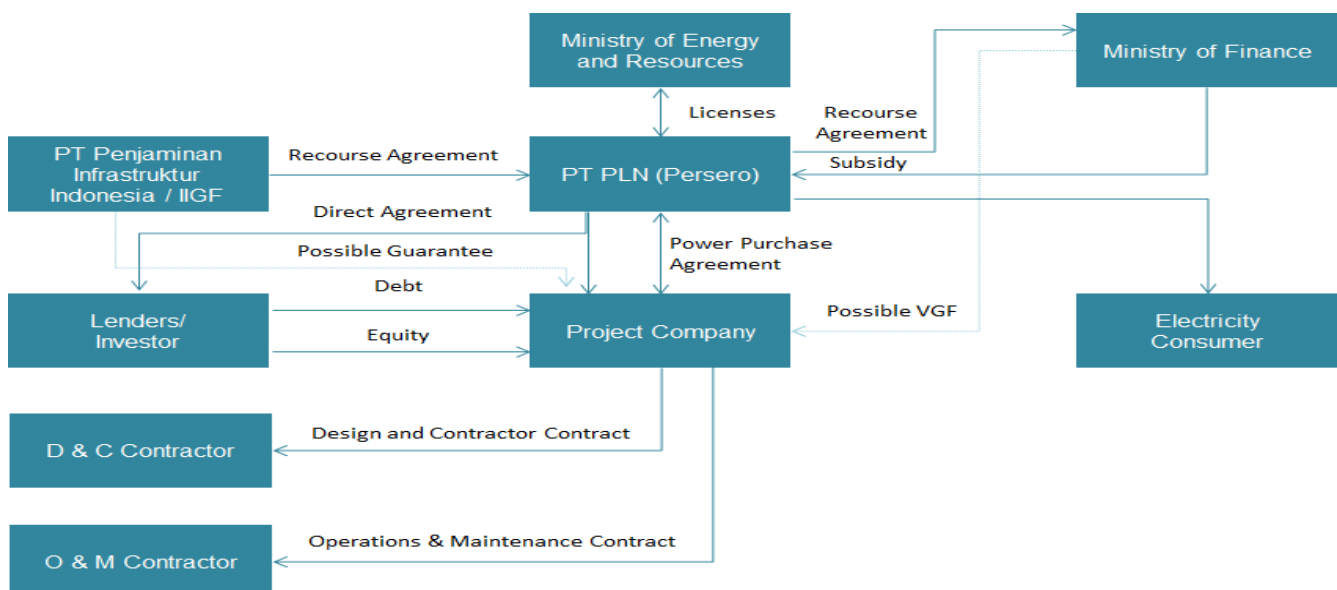 Ministry of Energy
and Resources
Ministry of Finance
Licenses
Recourse
Agreement
PT Penjaminan
Infrastruktur
Indonesia / IIGF
Recourse Agreement
PT PLN (Persero)
Subsidy
Direct Agreement
Possible Guarantee
Power Purchase
Agreement
Debt
Lenders/
Investor
Equity
Project Company
Possible VGF
Electricity
Consumer
D & C Contractor
Design and Contractor Contract
O & M Contractor
Operations & Maintenance Contract